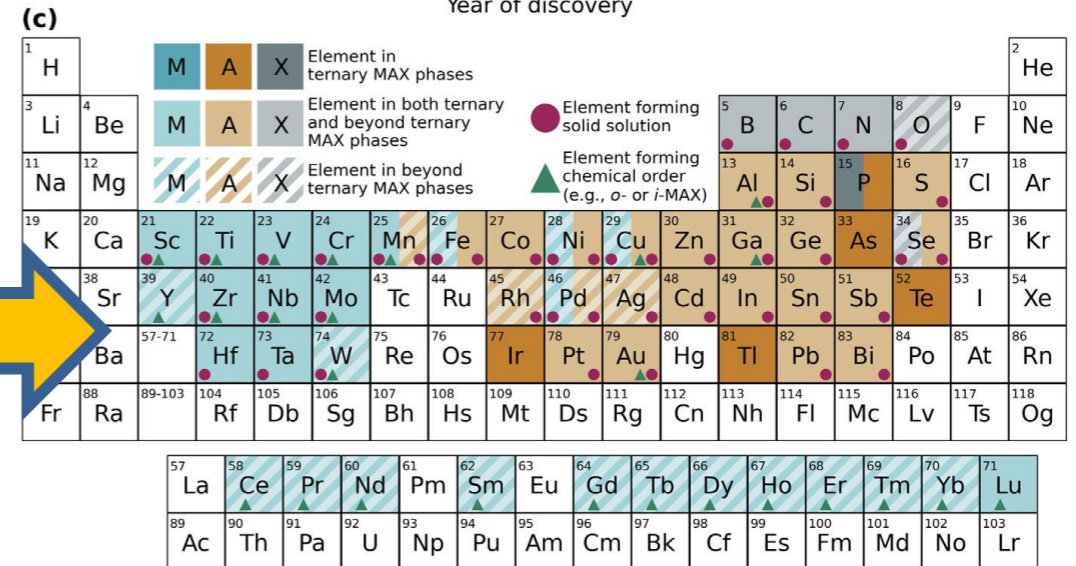 Year of discovery
(c)
1 H
2 He
M A X Element in
ternary MAX phases
3 Li
4 Be
M A X Element in both ternary
and beyond ternary
MAX phases
Element forming
solid solution
5 B
6 C
7 N
8 O
9 F
10 Ne
11 Na
12 Mg
M A X Element in beyond
ternary MAX phases
Element forming
chemical order
(e.g., o- or i-MAX)
13 Al
14 Si
15 P
16 S
17 Cl
18 Ar
19 K
20 Ca
21 Sc
22 Ti
23 V
24 Cr
25 Mn
26 Fe
27 Co
28 Ni
29 Cu
30 Zn
31 Ga
32 Ge
33 As
34 Se
35 Br
36 Kr
38 Sr
39 Y
40 Zr
41 Nb
42 Mo
43 Tc
44 Ru
45 Rh
46 Pd
47 Ag
48 Cd
49 In
50 Sn
51 Sb
52 Te
53 I
54 Xe
Ba
57-71
72 Hf
73 Ta
74 W
75 Re
76 Os
77 Ir
78 Pt
79 Au
80 Hg
81 Tl
82 Pb
83 Bi
84 Po
85 At
86 Rn
Fr
88 Ra
89-103
104 Rf
105 Db
106 Sg
107 Bh
108 Hs
109 Mt
110 Ds
111 Rg
112 Cn
113 Nh
114 Fl
115 Mc
116 Lv
117 Ts
118 Og
57 La
58 Ce
59 Pr
60 Nd
61 Pm
62 Sm
63 Eu
64 Gd
65 Tb
66 Dy
67 Ho
68 Er
69 Tm
70 Yb
71 Lu
89 Ac
90 Th
91 Pa
92 U
93 Np
94 Pu
95 Am
96 Cm
97 Bk
98 Cf
99 Es
100 Fm
101 Md
102 No
103 Lr